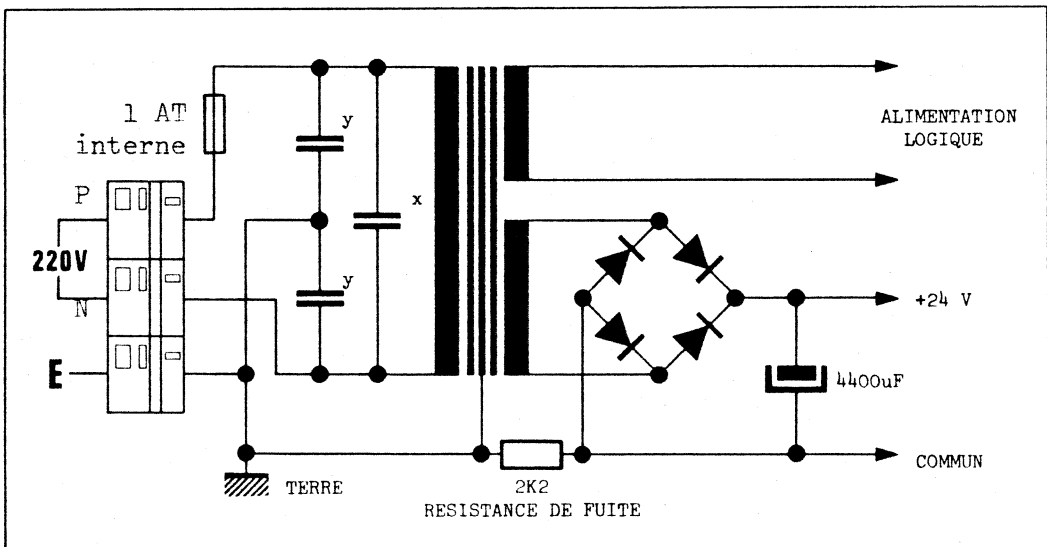 1 AT
interne
P
220V
N
E
y
x
y
ALIMENTATION
LOGIQUE
+24 V
4400uF
COMMUN
TERRE
2K2
RESISTANCE DE FUITE